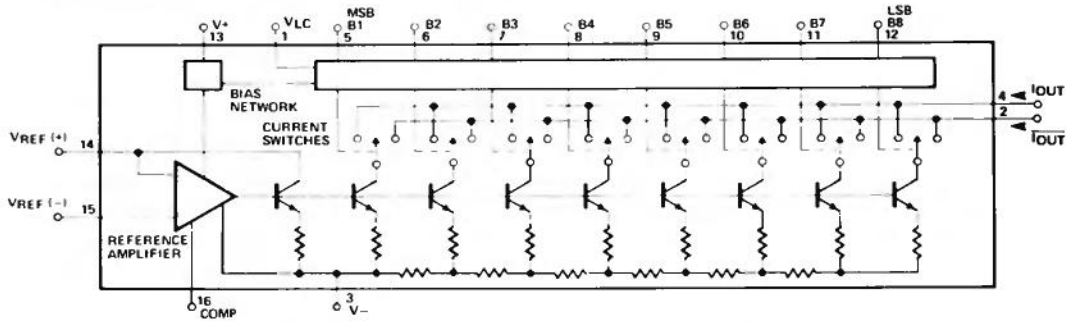 V+
13
VLC
1
MSB
B1
5
B2
6
B3
7
B4
8
B5
9
B6
10
B7
11
LSB
B8
12
BIAS
NETWORK
CURRENT
SWITCHES
4
IOUT
2
IOUT
VREF (+)
14
VREF (−)
15
REFERENCE
AMPLIFIER
16
COMP
3
V−